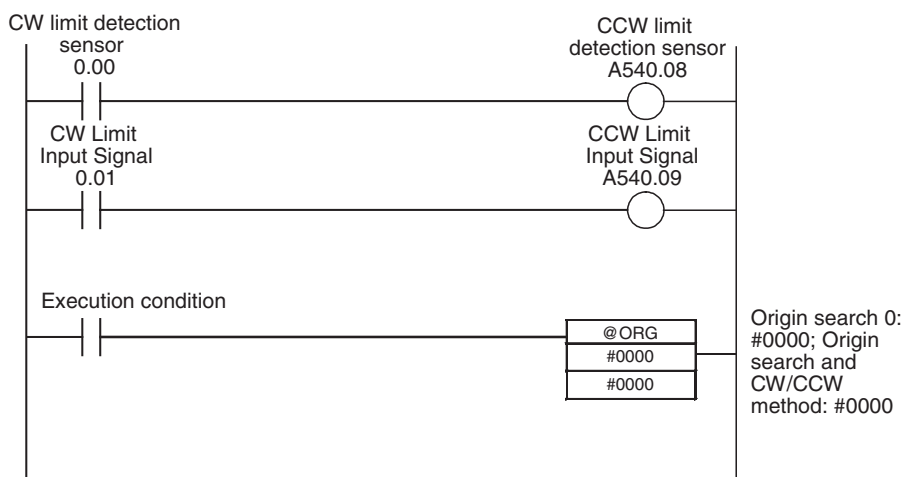 CW limit detection
sensor
0.00
CCW limit
detection sensor
A540.08
CW Limit
Input Signal
0.01
CCW Limit
Input Signal
A540.09
Execution condition
@ORG
#0000
#0000
Origin search 0:
#0000; Origin
search and
CW/CCW
method: #0000